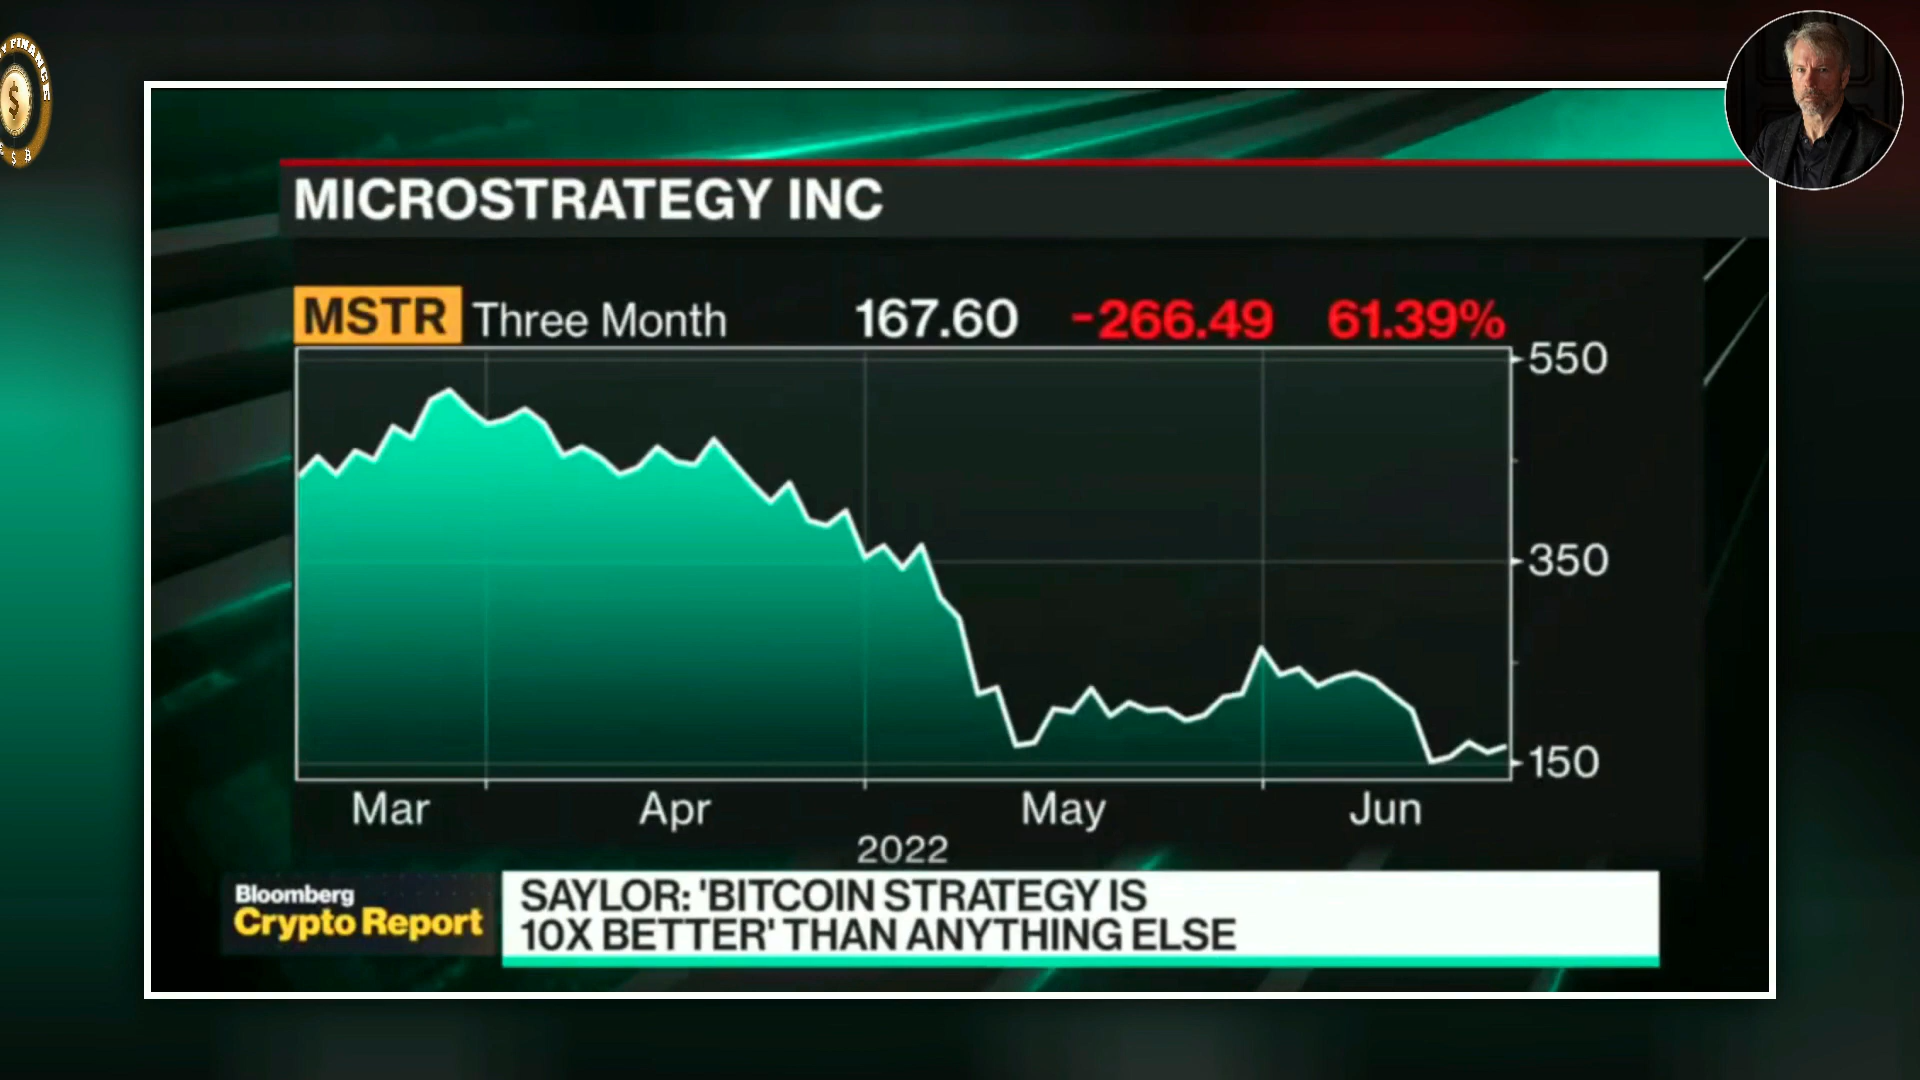 Y FINANCE
$
$ B
MICROSTRATEGY INC
MSTR Three Month 167.60 -266.49 61.39%
550
350
150
Mar Apr May Jun
2022
Bloomberg
Crypto Report
SAYLOR: 'BITCOIN STRATEGY IS
10X BETTER' THAN ANYTHING ELSE